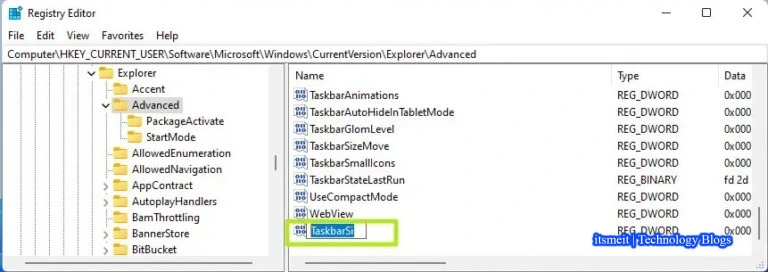 Registry Editor
File Edit View Favorites Help
Computer\HKEY_CURRENT_USER\Software\Microsoft\Windows\CurrentVersion\Explorer\Advanced
Explorer
Accent
Advanced
PackageActivate
StartMode
AllowedEnumeration
AllowedNavigation
AppContract
AutoplayHandlers
BamThrottling
BannerStore
BitBucket
Name Type Data
TaskbarAnimations REG_DWORD 0x000
TaskbarAutoHideInTabletMode REG_DWORD 0x000
TaskbarGlomLevel REG_DWORD 0x000
TaskbarSizeMove REG_DWORD 0x000
TaskbarSmallIcons REG_DWORD 0x000
TaskbarStateLastRun REG_BINARY fd 2d
UseCompactMode REG_DWORD 0x000
WebView REG_DWORD 0x000
TaskbarSi REG_DWORD 0x000
itsmeit | Technology Blogs